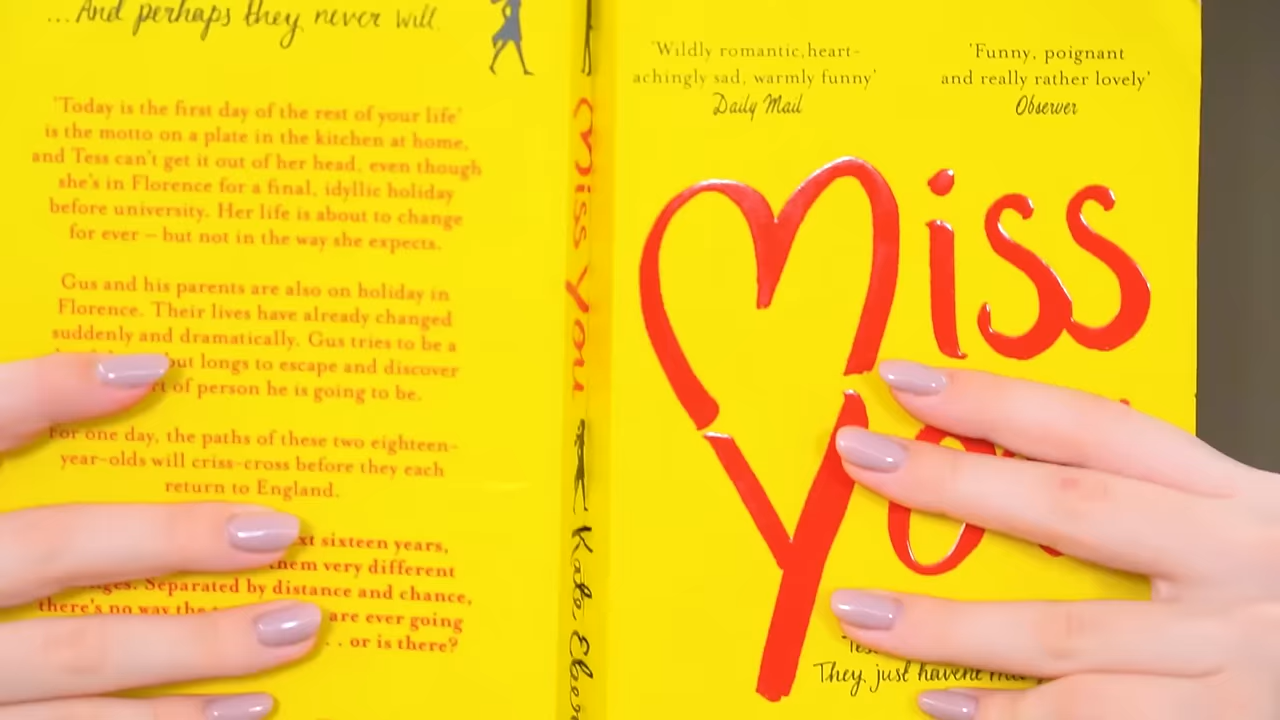 ...And perhaps they never will.
'Today is the first day of the rest of your life'
is the motto on a plate in the kitchen at home,
and Tess can't get it out of her head, even though
she's in Florence for a final, idyllic holiday
before university. Her life is about to change
for ever – but not in the way she expects.
Gus and his parents are also on holiday in
Florence. Their lives have already changed
suddenly and dramatically. Gus tries to be a
but longs to escape and discover
of person he is going to be.
For one day, the paths of these two eighteen-
year-olds will criss-cross before they each
return to England.
sixteen years,
them very different
Separated by distance and chance,
there's no way the are ever going
. . or is there?
Miss You
Kate
'Wildly romantic, heart-
achingly sad, warmly funny'
Daily Mail
'Funny, poignant
and really rather lovely'
Observer
Miss
They just haven't